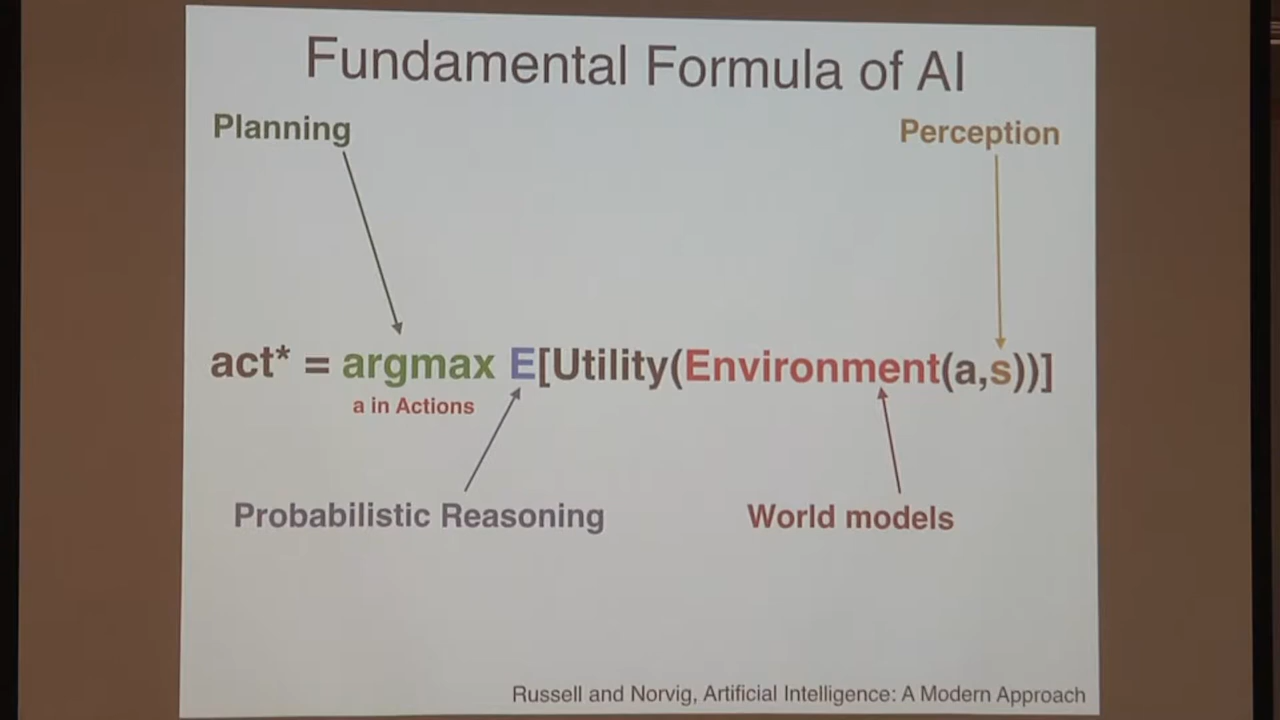 Fundamental Formula of AI
Planning
Perception
act* = argmax E[Utility(Environment(a,s))]
a in Actions
Probabilistic Reasoning
World models
Russell and Norvig, Artificial Intelligence: A Modern Approach